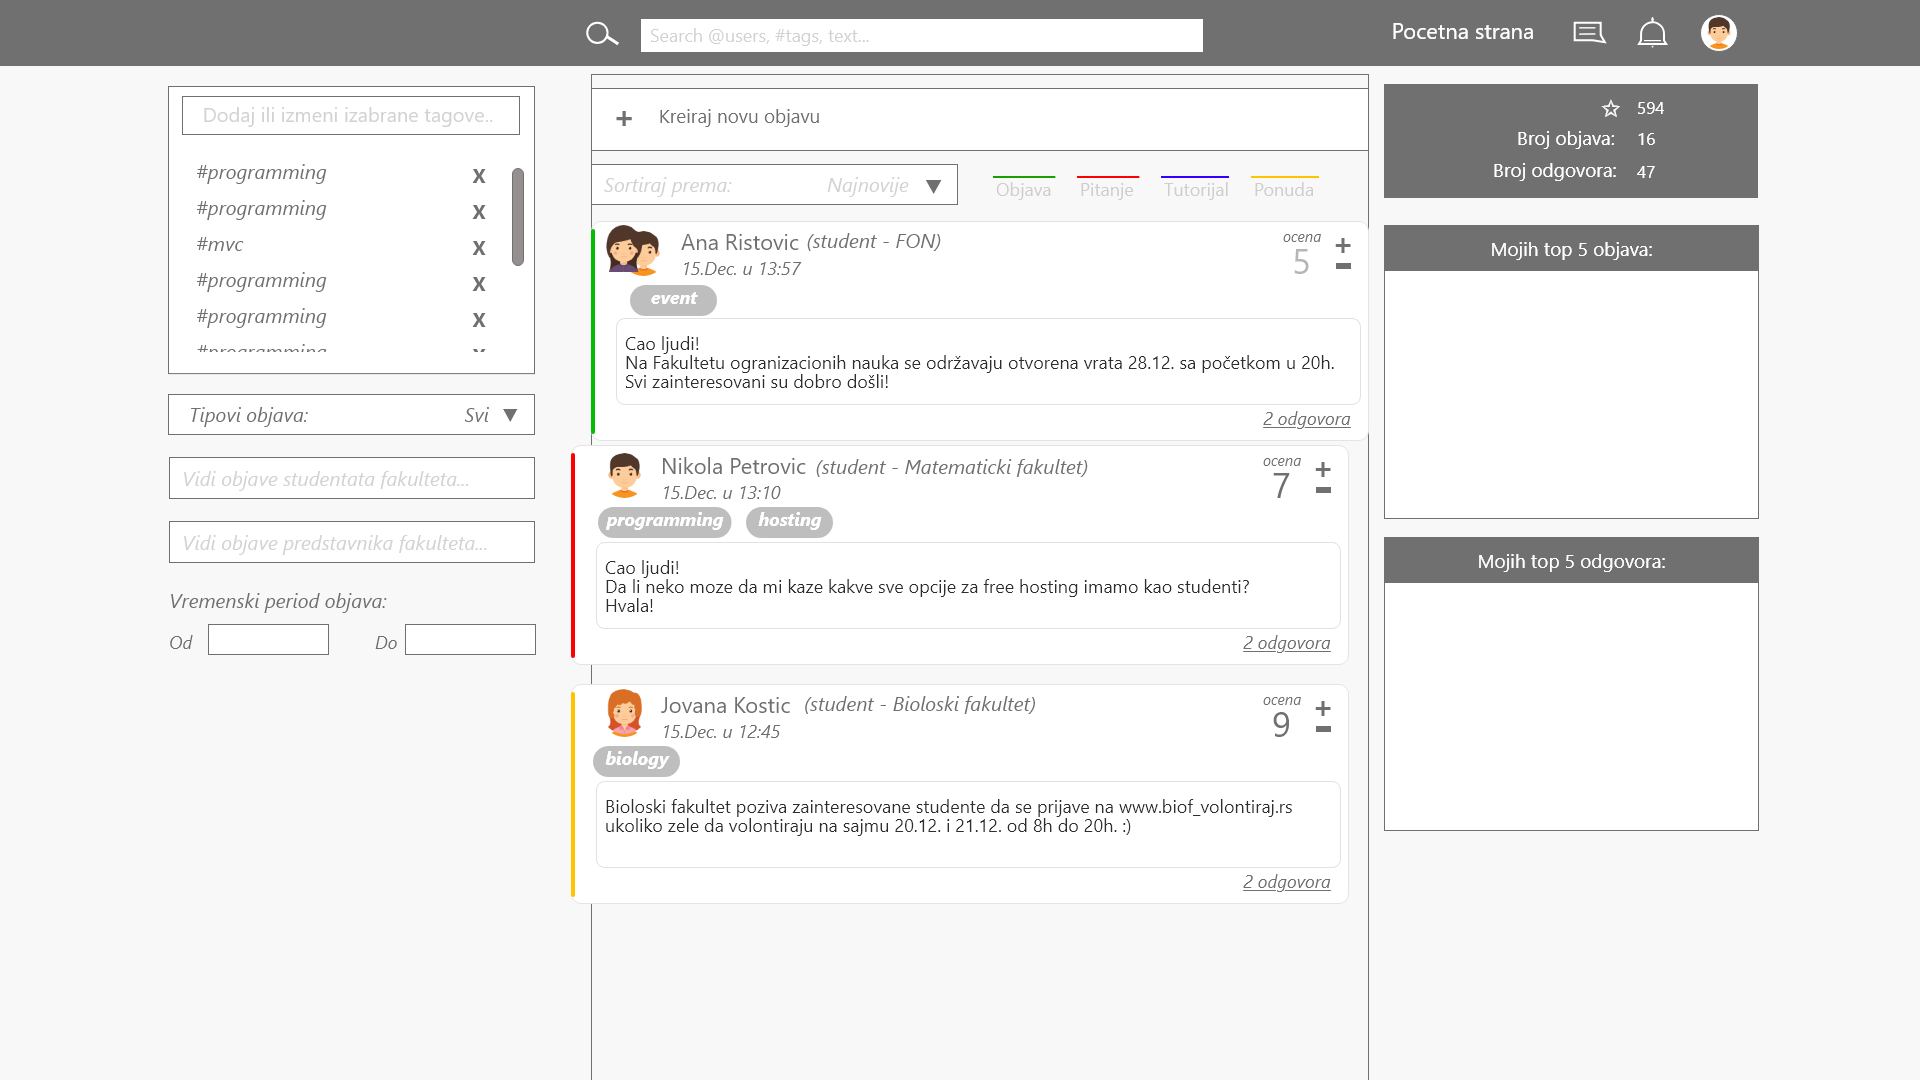 Search @users, #tags, text...
Pocetna strana
Dodaj ili izmeni izabrane tagove..
#programming x
#programming x
#mvc x
#programming x
#programming x
#programming x
Tipovi objava: Svi
Vidi objave studentata fakulteta...
Vidi objave predstavnika fakulteta...
Vremenski period objava:
Od Do
+ Kreiraj novu objavu
Sortiraj prema: Najnovije
Objava Pitanje Tutorijal Ponuda
Ana Ristovic (student - FON)
15.Dec. u 13:57
ocena
5
+
-
event
Cao ljudi!
Na Fakultetu ogranizacionih nauka se održavaju otvorena vrata 28.12. sa početkom u 20h.
Svi zainteresovani su dobro došli!
2 odgovora
Nikola Petrovic (student - Matematicki fakultet)
15.Dec. u 13:10
ocena
7
+
-
programming hosting
Cao ljudi!
Da li neko moze da mi kaze kakve sve opcije za free hosting imamo kao studenti?
Hvala!
2 odgovora
Jovana Kostic (student - Bioloski fakultet)
15.Dec. u 12:45
ocena
9
+
-
biology
Bioloski fakultet poziva zainteresovane studente da se prijave na www.biof_volontiraj.rs
ukoliko zele da volontiraju na sajmu 20.12. i 21.12. od 8h do 20h. :)
2 odgovora
594
Broj objava: 16
Broj odgovora: 47
Mojih top 5 objava:
Mojih top 5 odgovora: